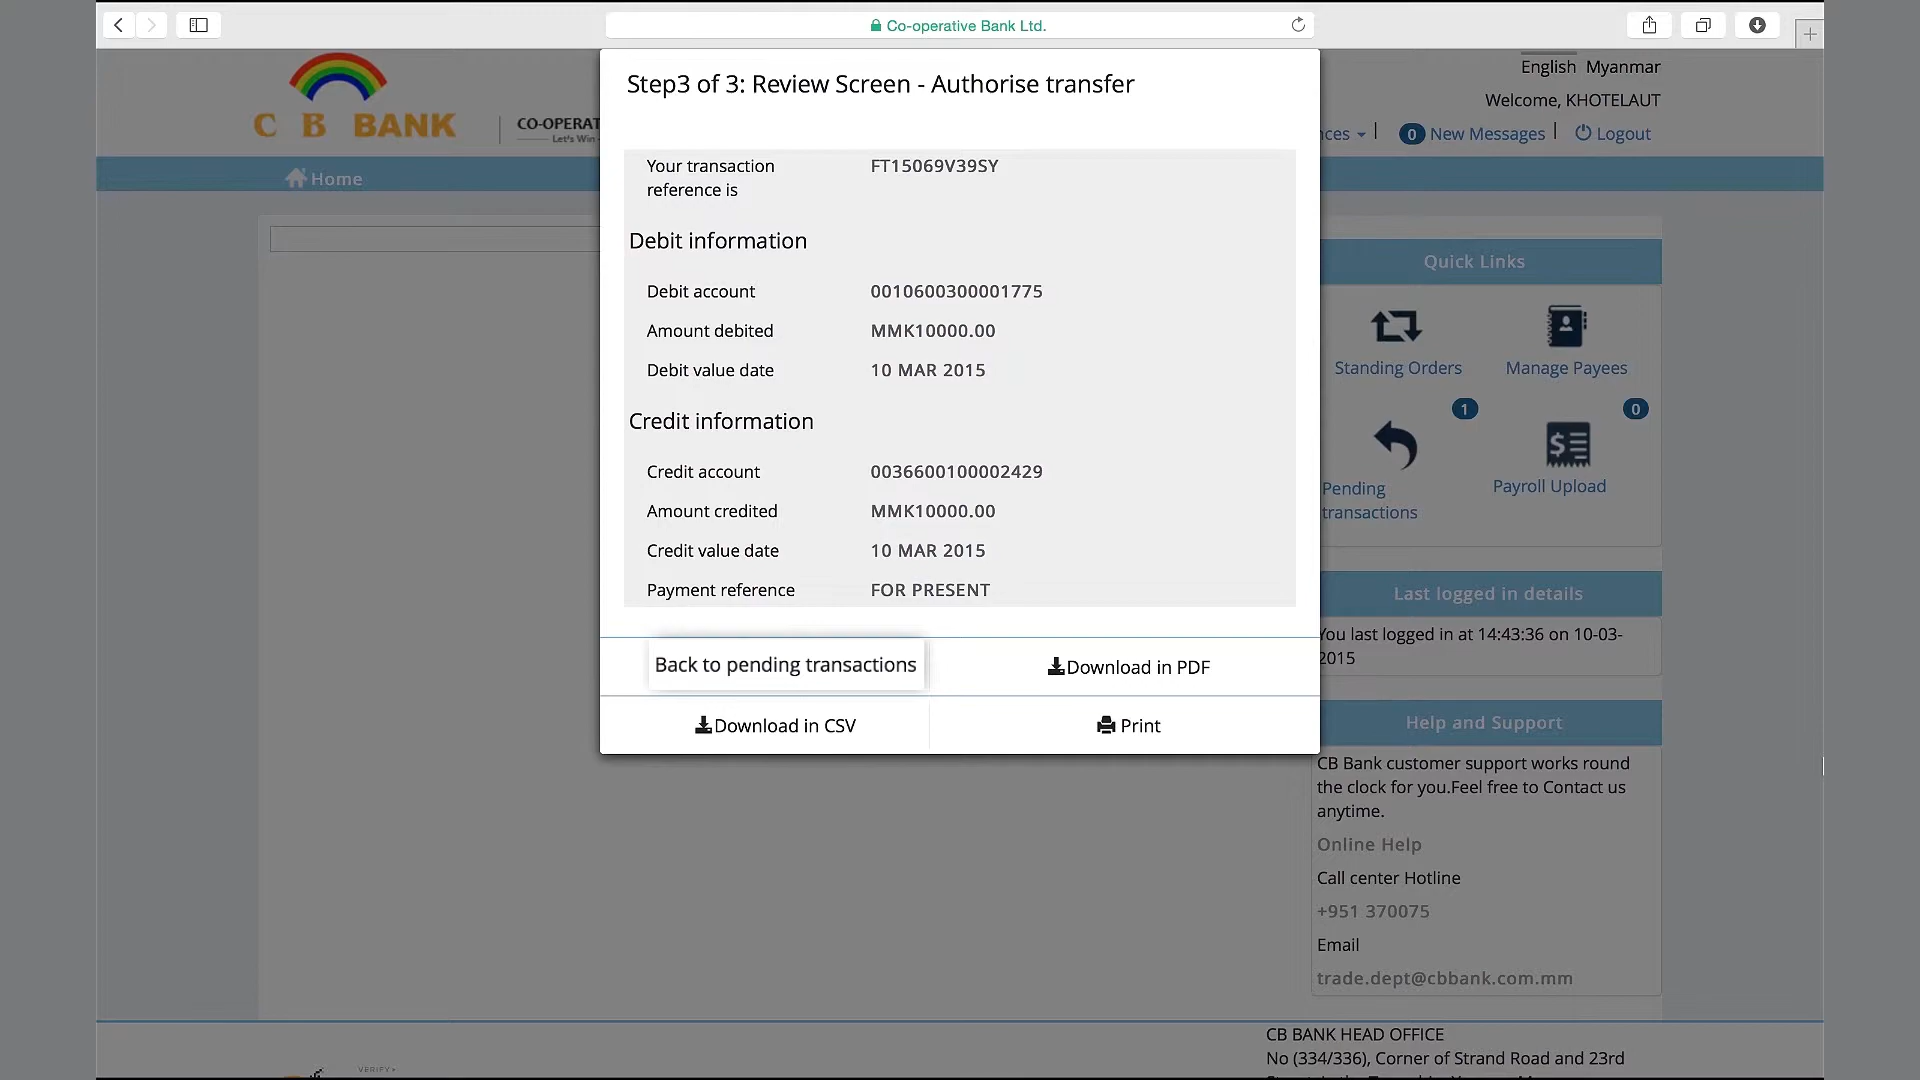 Co-operative Bank Ltd.
English Myanmar
Welcome, KHOTELAUT
C B BANK
CO-OPERAT
Let's Win
nces
0 New Messages
Logout
Home
Step3 of 3: Review Screen - Authorise transfer
Your transaction reference is FT15069V39SY
Debit information
Debit account 0010600300001775
Amount debited MMK10000.00
Debit value date 10 MAR 2015
Credit information
Credit account 0036600100002429
Amount credited MMK10000.00
Credit value date 10 MAR 2015
Payment reference FOR PRESENT
Back to pending transactions
Download in PDF
Download in CSV
Print
Quick Links
Standing Orders
Manage Payees
1
0
Pending
transactions
Payroll Upload
Last logged in details
You last logged in at 14:43:36 on 10-03-
2015
Help and Support
CB Bank customer support works round
the clock for you.Feel free to Contact us
anytime.
Online Help
Call center Hotline
+951 370075
Email
trade.dept@cbbank.com.mm
CB BANK HEAD OFFICE
No (334/336), Corner of Strand Road and 23rd
VERIFY